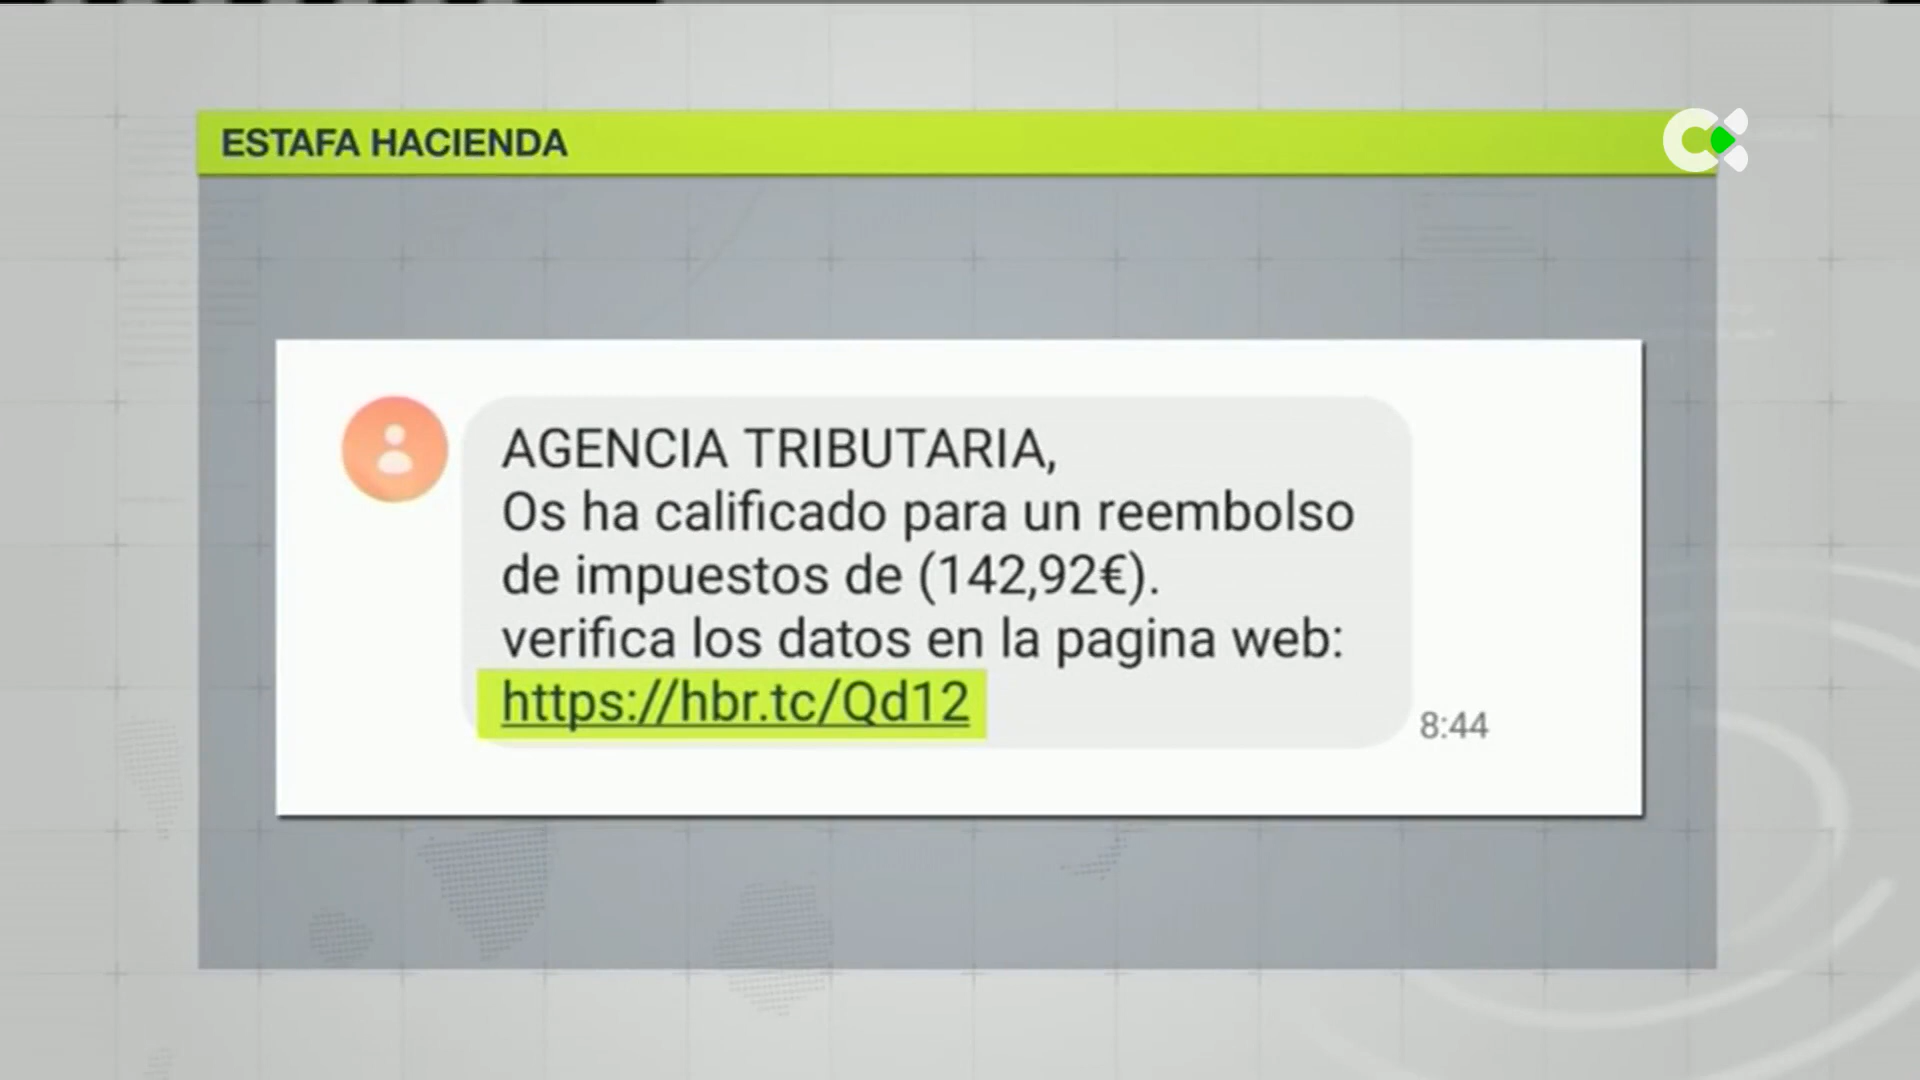 ESTAFA HACIENDA
AGENCIA TRIBUTARIA,
Os ha calificado para un reembolso
de impuestos de (142,92€).
verifica los datos en la pagina web:
https://hbr.tc/Qd12
8:44